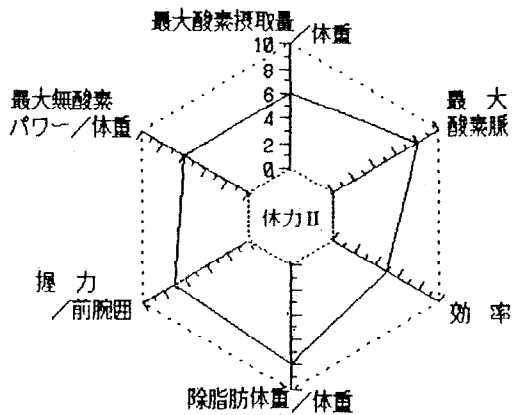 最大酸素摂取量
／体重
10
8
6
4
2
0
最大
酸素脈
最大無酸素
パワー／体重
体力II
握力
／前腕囲
効率
除脂肪体重／体重